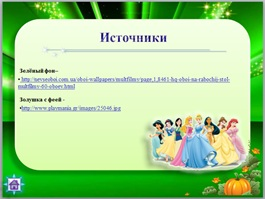 Источники
Зелёный фон–
•http://nevseoboi.com.ua/oboi-wallpapers/multfilmy/page,1,8461-hq-oboi-na-rabochij-stol-
multfilmy-60-oboev.html
Золушка с феей -
•http://www.playmania.gr/images/25046.jpg